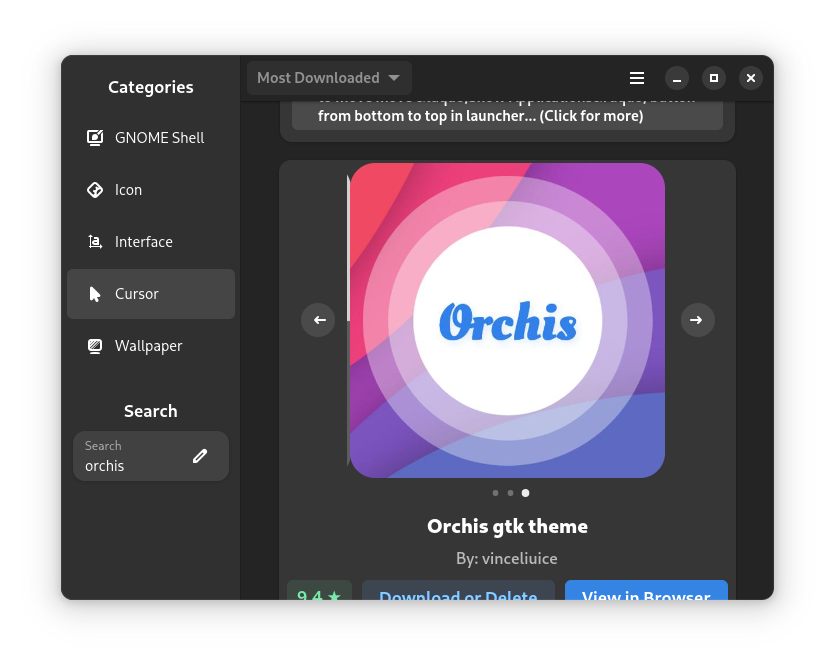 Categories
GNOME Shell
Icon
Interface
Cursor
Wallpaper
Search
Search
orchis
Most Downloaded
from bottom to top in launcher... (Click for more)
Orchis
Orchis gtk theme
By: vinceliuice
9.4 ★
Download or Delete
View in Browser